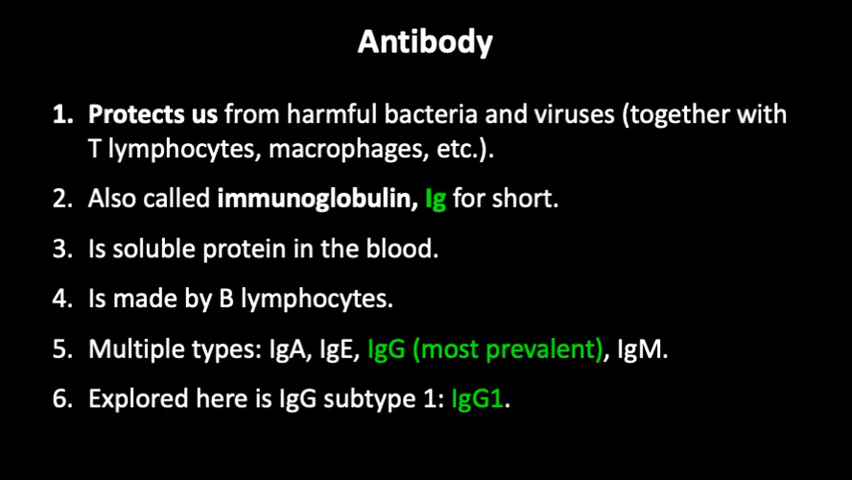 Antibody
1. Protects us from harmful bacteria and viruses (together with
T lymphocytes, macrophages, etc.).
2. Also called immunoglobulin, Ig for short.
3. Is soluble protein in the blood.
4. Is made by B lymphocytes.
5. Multiple types: IgA, IgE, IgG (most prevalent), IgM.
6. Explored here is IgG subtype 1: IgG1.